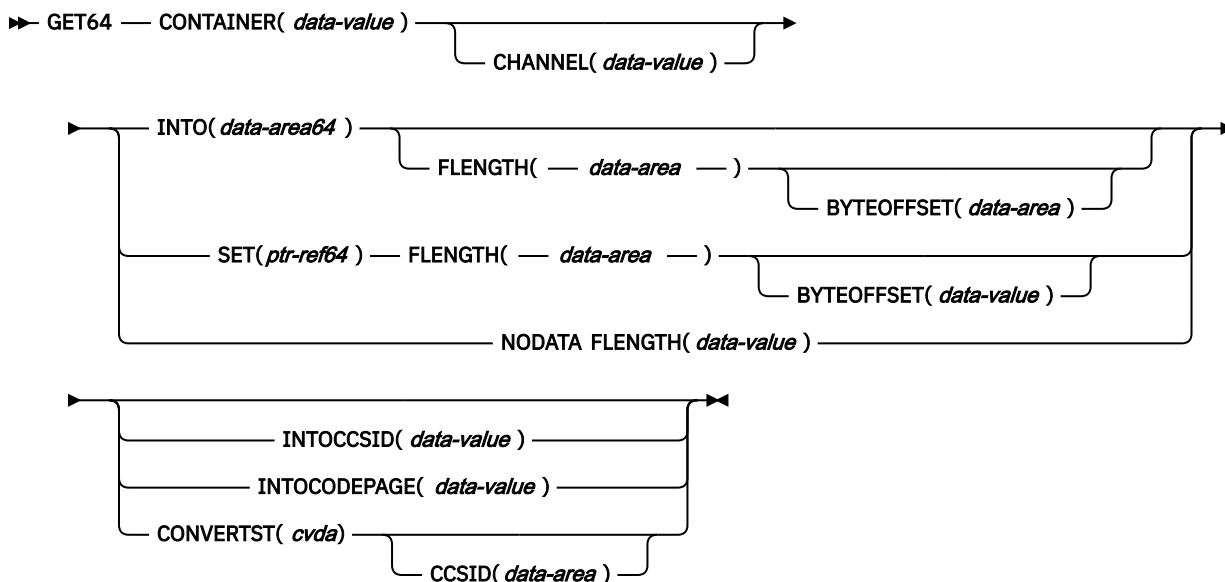 GET64 CONTAINER( data-value )
CHANNEL( data-value )
INTO( data-area64 )
FLENGTH( data-area )
BYTEOFFSET( data-area )
SET( ptr-ref64 ) FLENGTH( data-area )
BYTEOFFSET( data-value )
NODATA FLENGTH( data-value )
INTOCCSID( data-value )
INTOCODEPAGE( data-value )
CONVERTST( cvda)
CCSID( data-area )